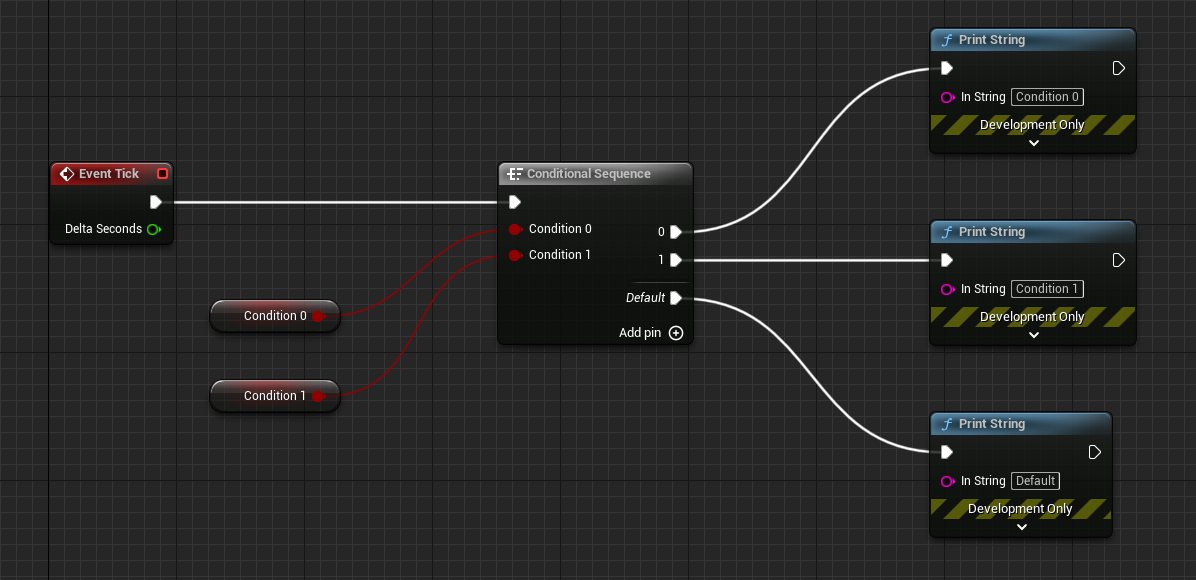 Event Tick
Delta Seconds
Condition 0
Condition 1
Conditional Sequence
Condition 0
0
Condition 1
1
Default
Add pin
Print String
In String Condition 0
Development Only
Print String
In String Condition 1
Development Only
Print String
In String Default
Development Only